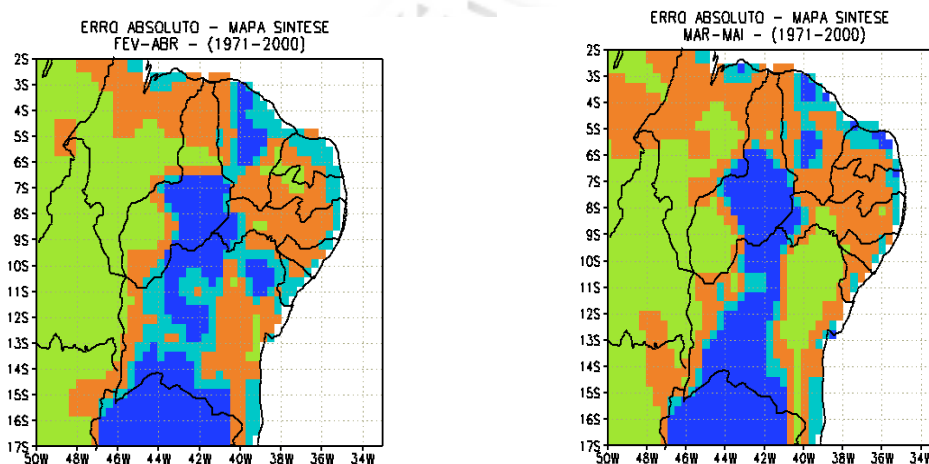 ERRO ABSOLUTO - MAPA SINTESE
FEV-ABR - (1971-2000)
2S
3S
4S
5S
6S
7S
8S
9S
10S
11S
12S
13S
14S
15S
16S
17S
50W 48W 46W 44W 42W 40W 38W 36W 34W
ERRO ABSOLUTO - MAPA SINTESE
MAR-MAI - (1971-2000)
2S
3S
4S
5S
6S
7S
8S
9S
10S
11S
12S
13S
14S
15S
16S
17S
50W 48W 46W 44W 42W 40W 38W 36W 34W